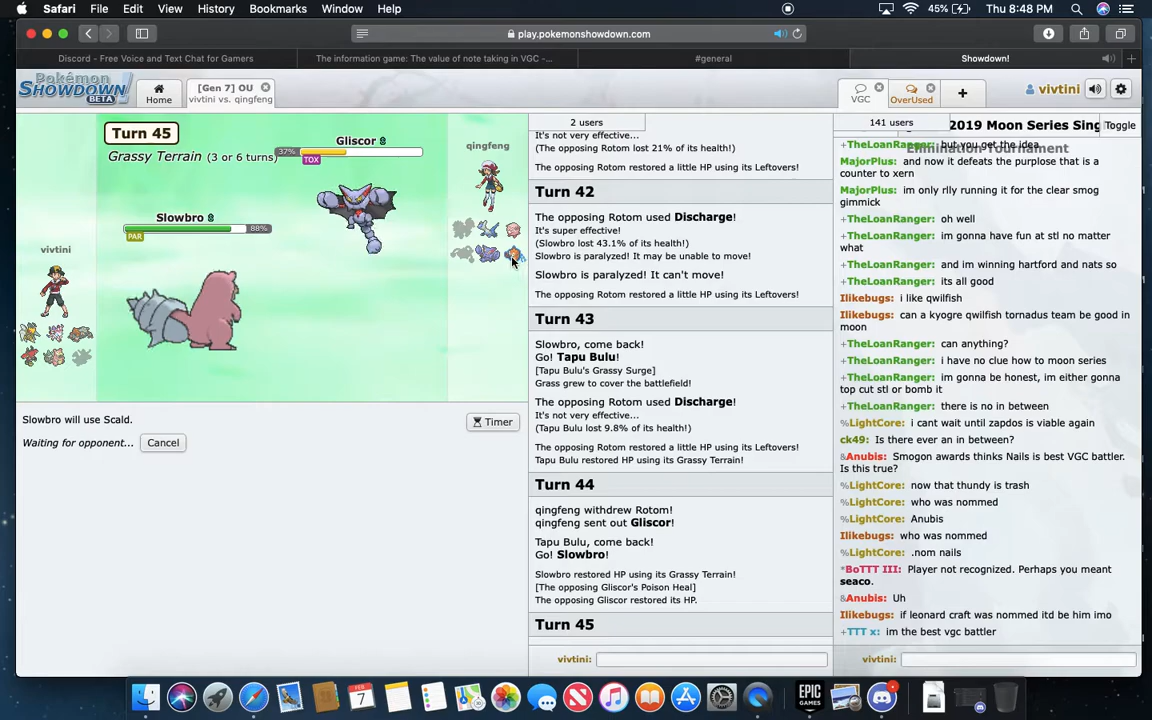 Safari File Edit View History Bookmarks Window Help 45% Thu 8:48 PM
play.pokemonshowdown.com
Discord - Free Voice and Text Chat for Gamers The information game: The value of note taking in VGC -... #general Showdown!
Pokémon
SHOWDOWN
BETA
Home
[Gen 7] OU
vivtini vs. qingfeng
VGC
OverUsed
vivtini
Turn 45
Grassy Terrain (3 or 6 turns)
Gliscor
37%
TOX
qingfeng
Slowbro
88%
PAR
vivtini
Slowbro will use Scald.
Waiting for opponent... Cancel
Timer
2 users
It's not very effective...
(The opposing Rotom lost 21% of its health!)
The opposing Rotom restored a little HP using its Leftovers!
Turn 42
The opposing Rotom used Discharge!
It's super effective!
(Slowbro lost 43.1% of its health!)
Slowbro is paralyzed! It may be unable to move!
Slowbro is paralyzed! It can't move!
The opposing Rotom restored a little HP using its Leftovers!
Turn 43
Slowbro, come back!
Go! Tapu Bulu!
[Tapu Bulu's Grassy Surge]
Grass grew to cover the battlefield!
The opposing Rotom used Discharge!
It's not very effective...
(Tapu Bulu lost 9.8% of its health!)
The opposing Rotom restored a little HP using its Leftovers!
Tapu Bulu restored HP using its Grassy Terrain!
Turn 44
qingfeng withdrew Rotom!
qingfeng sent out Gliscor!
Tapu Bulu, come back!
Go! Slowbro!
Slowbro restored HP using its Grassy Terrain!
[The opposing Gliscor's Poison Heal]
The opposing Gliscor restored its HP.
Turn 45
vivtini:
141 users
2019 Moon Series Sing
Toggle
Elimination Tournament
+TheLoanRanger: but you get the idea
MajorPlus: and now it defeats the purplose that is a
counter to xern
MajorPlus: im only rlly running it for the clear smog
gimmick
+TheLoanRanger: oh well
+TheLoanRanger: im gonna have fun at stl no matter
what
+TheLoanRanger: and im winning hartford and nats so
+TheLoanRanger: its all good
Ilikebugs: i like qwilfish
Ilikebugs: can a kyogre qwilfish tornadus team be good in
moon
+TheLoanRanger: can anything?
+TheLoanRanger: i have no clue how to moon series
+TheLoanRanger: im gonna be honest, im either gonna
top cut stl or bomb it
+TheLoanRanger: there is no in between
%LightCore: i cant wait until zapdos is viable again
ck49: Is there ever an in between?
&Anubis: Smogon awards thinks Nails is best VGC battler.
Is this true?
%LightCore: now that thundy is trash
%LightCore: who was nommed
%LightCore: Anubis
Ilikebugs: who was nommed
%LightCore: .nom nails
*BoTTT III: Player not recognized. Perhaps you meant
seaco.
&Anubis: Uh
Ilikebugs: if leonard craft was nommed itd be him imo
+TTT x: im the best vgc battler
vivtini:
FEB
7
EPIC
GAMES